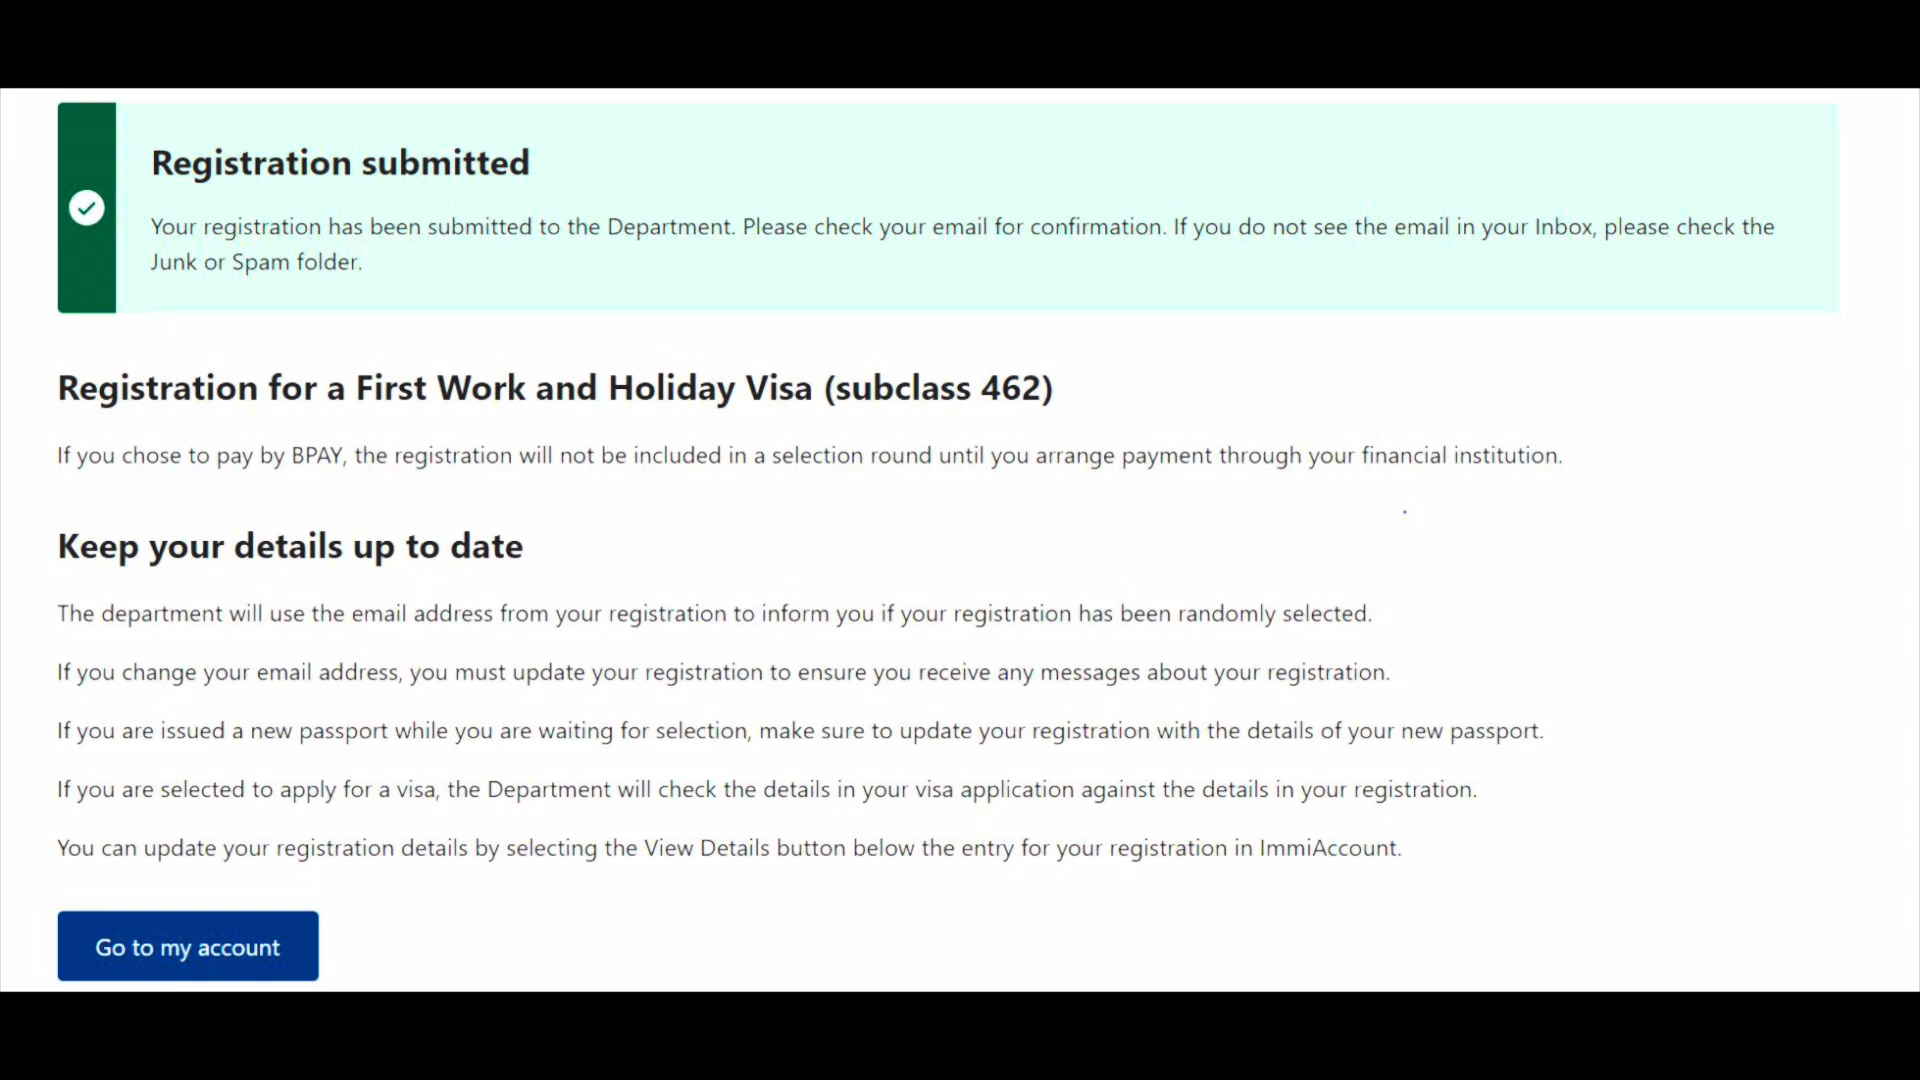 Registration submitted
Your registration has been submitted to the Department. Please check your email for confirmation. If you do not see the email in your Inbox, please check the
Junk or Spam folder.
Registration for a First Work and Holiday Visa (subclass 462)
If you chose to pay by BPAY, the registration will not be included in a selection round until you arrange payment through your financial institution.
Keep your details up to date
The department will use the email address from your registration to inform you if your registration has been randomly selected.
If you change your email address, you must update your registration to ensure you receive any messages about your registration.
If you are issued a new passport while you are waiting for selection, make sure to update your registration with the details of your new passport.
If you are selected to apply for a visa, the Department will check the details in your visa application against the details in your registration.
You can update your registration details by selecting the View Details button below the entry for your registration in ImmiAccount.
Go to my account